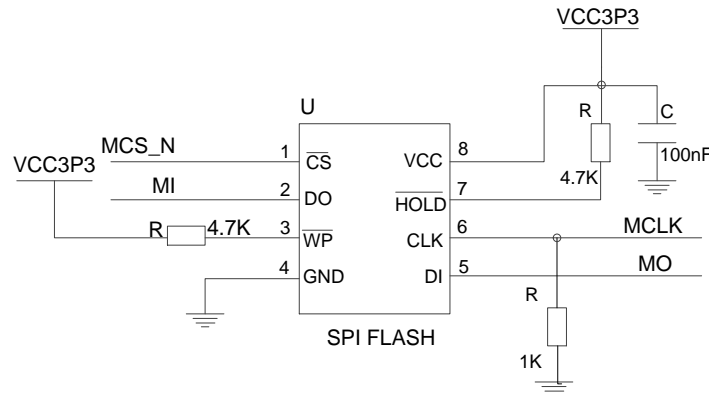 VCC3P3
U
R
C
MCS_N
1
CS
VCC
8
100nF
VCC3P3
MI
2
DO
HOLD
7
4.7K
R
4.7K
3
WP
CLK
6
MCLK
4
GND
DI
5
MO
R
SPI FLASH
1K